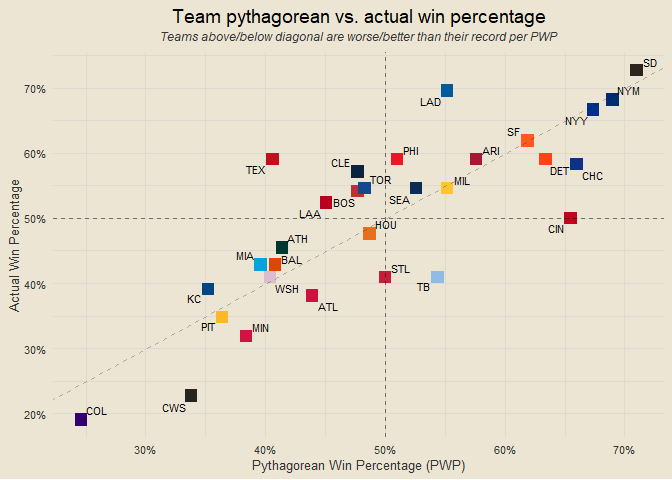 Team pythagorean vs. actual win percentage
Teams above/below diagonal are worse/better than their record per PWP
SD
70%
NYM
LAD
NYY
SF
60%
PHI
ARI
CLE
TEX
DET
CHC
TOR
MIL
SEA
BOS
LAA
50%
HOU
CIN
ATH
MIA
BAL
STL
40%
WSH
TB
KC
ATL
PIT
MIN
30%
CWS
COL
20%
30%
40%
50%
60%
70%
Pythagorean Win Percentage (PWP)
Actual Win Percentage